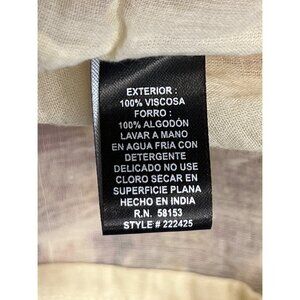 EXTERIOR :
100% VISCOSA
FORRO :
100% ALGODÓN
LAVAR A MANO
EN AGUA FRÍA CON
DETERGENTE
DELICADO NO USE
CLORO SECAR EN
SUPERFICIE PLANA
HECHO EN INDIA
R.N. 58153
STYLE # 222425